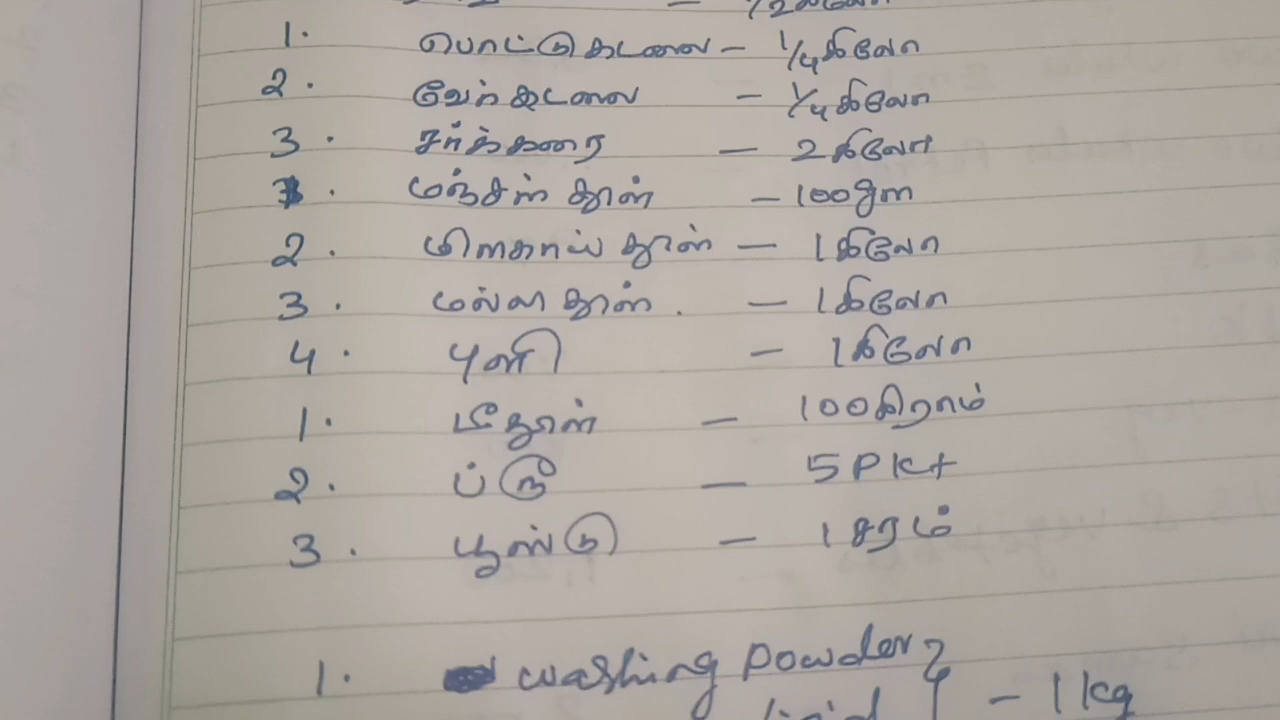 1. பொட்டுகடலை - 1/4 கிலோ
2. வேர்கடலை - 1/4 கிலோ
3. சர்க்கரை - 2 கிலோ
1. மஞ்சள் தூள் - 100gm
2. மிளகாய் தூள் - 1 கிலோ
3. மல்லி தூள். - 1 கிலோ
4. புளி - 1 கிலோ
1. டீதூள் - 100 கிராம்
2. ப்ரூ - 5 Pkt
3. பூஸ்டு - 1 சரம்
1. washing powder
- 1 kg